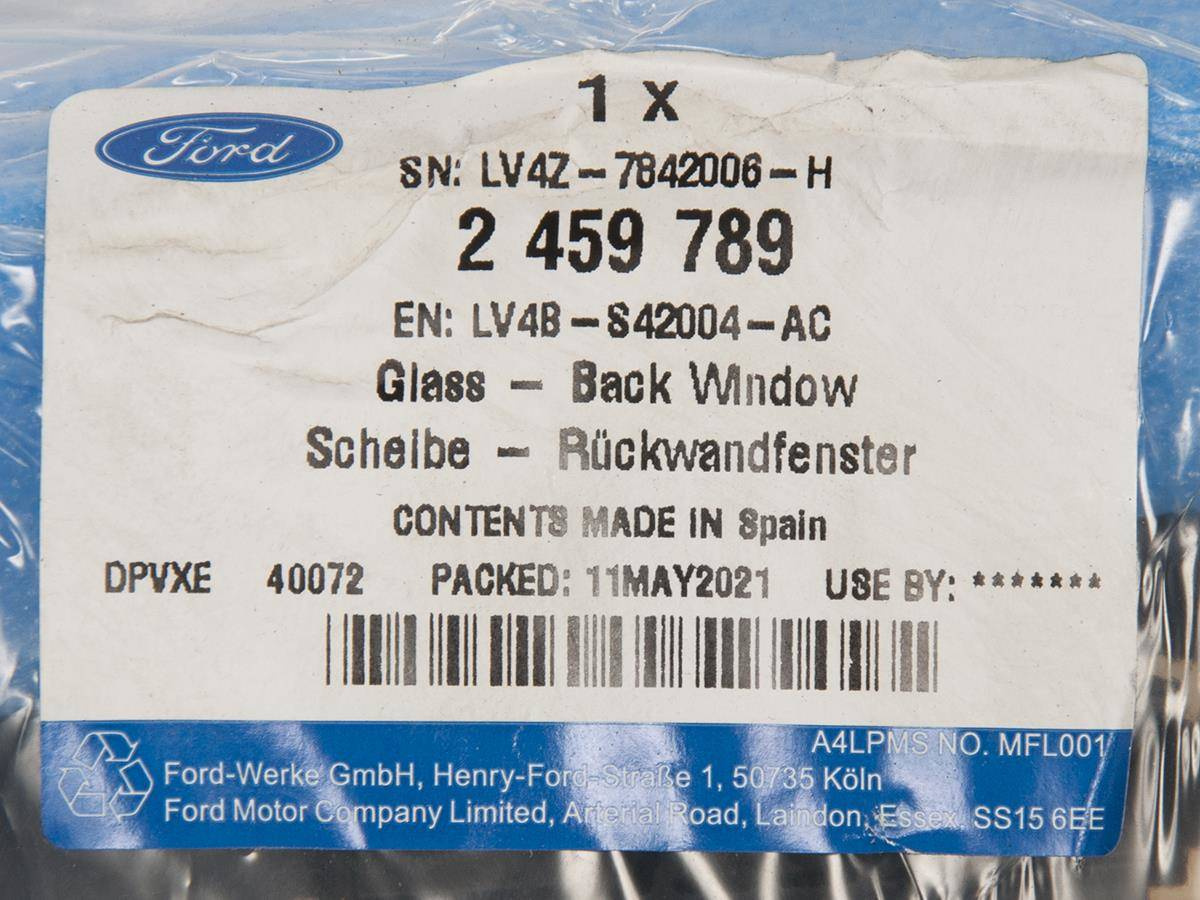 Ford
1 x
SN: LV4Z-7842006-H
2 459 789
EN: LV4B-S42004-AC
Glass - Back Window
Scheibe - Rückwandfenster
CONTENTS MADE IN Spain
DPVXE 40072 PACKED: 11MAY2021 USE BY: *******
A4LPMS NO. MFL001
Ford-Werke GmbH, Henry-Ford-Straße 1, 50735 Köln
Ford Motor Company Limited, Arterial Road, Laindon, Essex. SS15 6EE